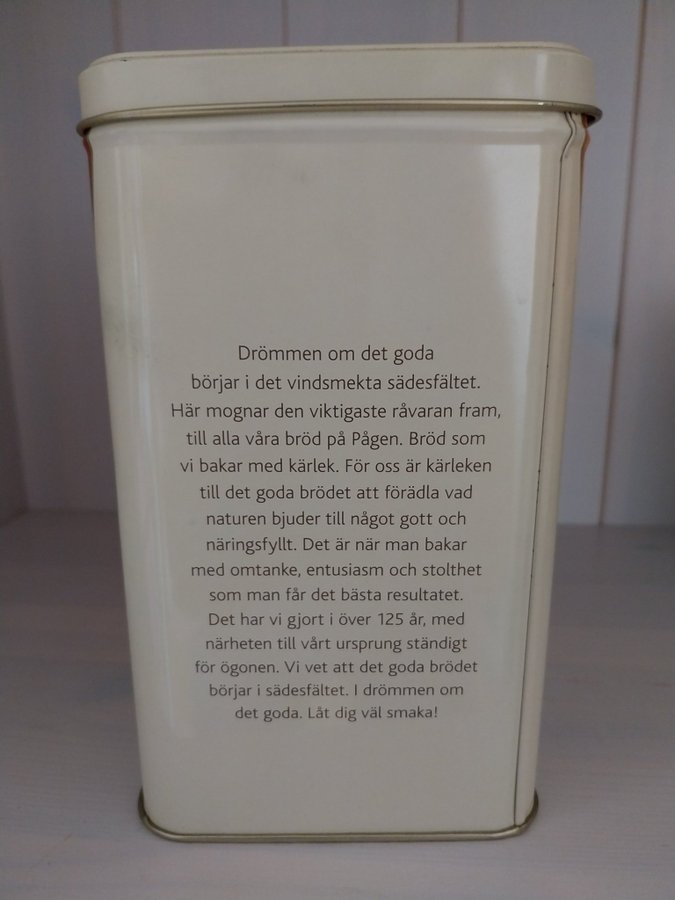 Drömmen om det goda
börjar i det vindsmekta sädesfältet.
Här mognar den viktigaste råvaran fram,
till alla våra bröd på Pågen. Bröd som
vi bakar med kärlek. För oss är kärleken
till det goda brödet att förädla vad
naturen bjuder till något gott och
näringsfyllt. Det är när man bakar
med omtanke, entusiasm och stolthet
som man får det bästa resultatet.
Det har vi gjort i över 125 år, med
närheten till vårt ursprung ständigt
för ögonen. Vi vet att det goda brödet
börjar i sädesfältet. I drömmen om
det goda. Låt dig väl smaka!